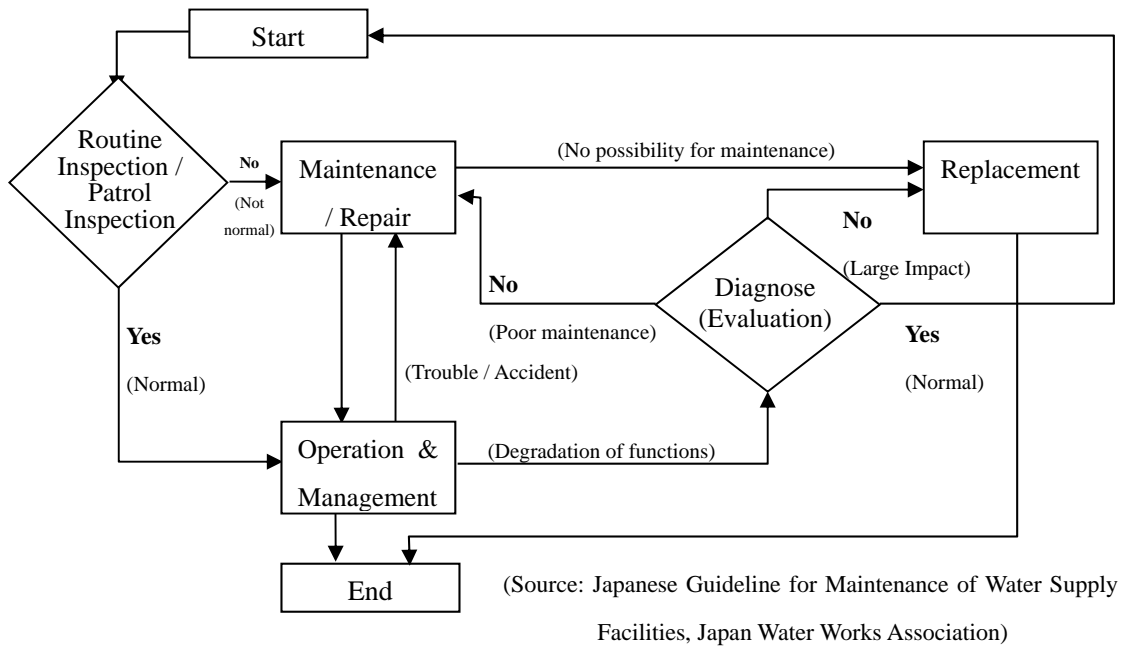 Start
Routine
Inspection /
Patrol
Inspection
No
(Not
normal)
Maintenance
/ Repair
(No possibility for maintenance)
Replacement
No
(Large Impact)
Diagnose
(Evaluation)
No
(Poor maintenance)
Yes
(Normal)
Yes
(Normal)
(Trouble / Accident)
Operation &
Management
(Degradation of functions)
End
(Source: Japanese Guideline for Maintenance of Water Supply
Facilities, Japan Water Works Association)